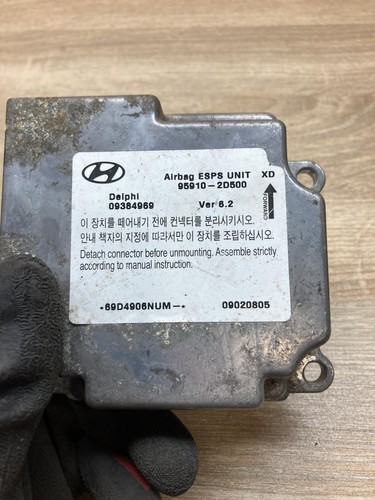 Airbag ESPS UNIT XD
95910-2D500
Delphi
09384969 Ver 6.2
FORWARD
이 장치를 떼어내기 전에 컨넥터를 분리시키시오.
안내 책자의 지정에 따라서만 이 장치를 조립하십시오.
Detach connector before unmounting. Assemble strictly
according to manual instruction.
-69D4906NUM-- 09020805